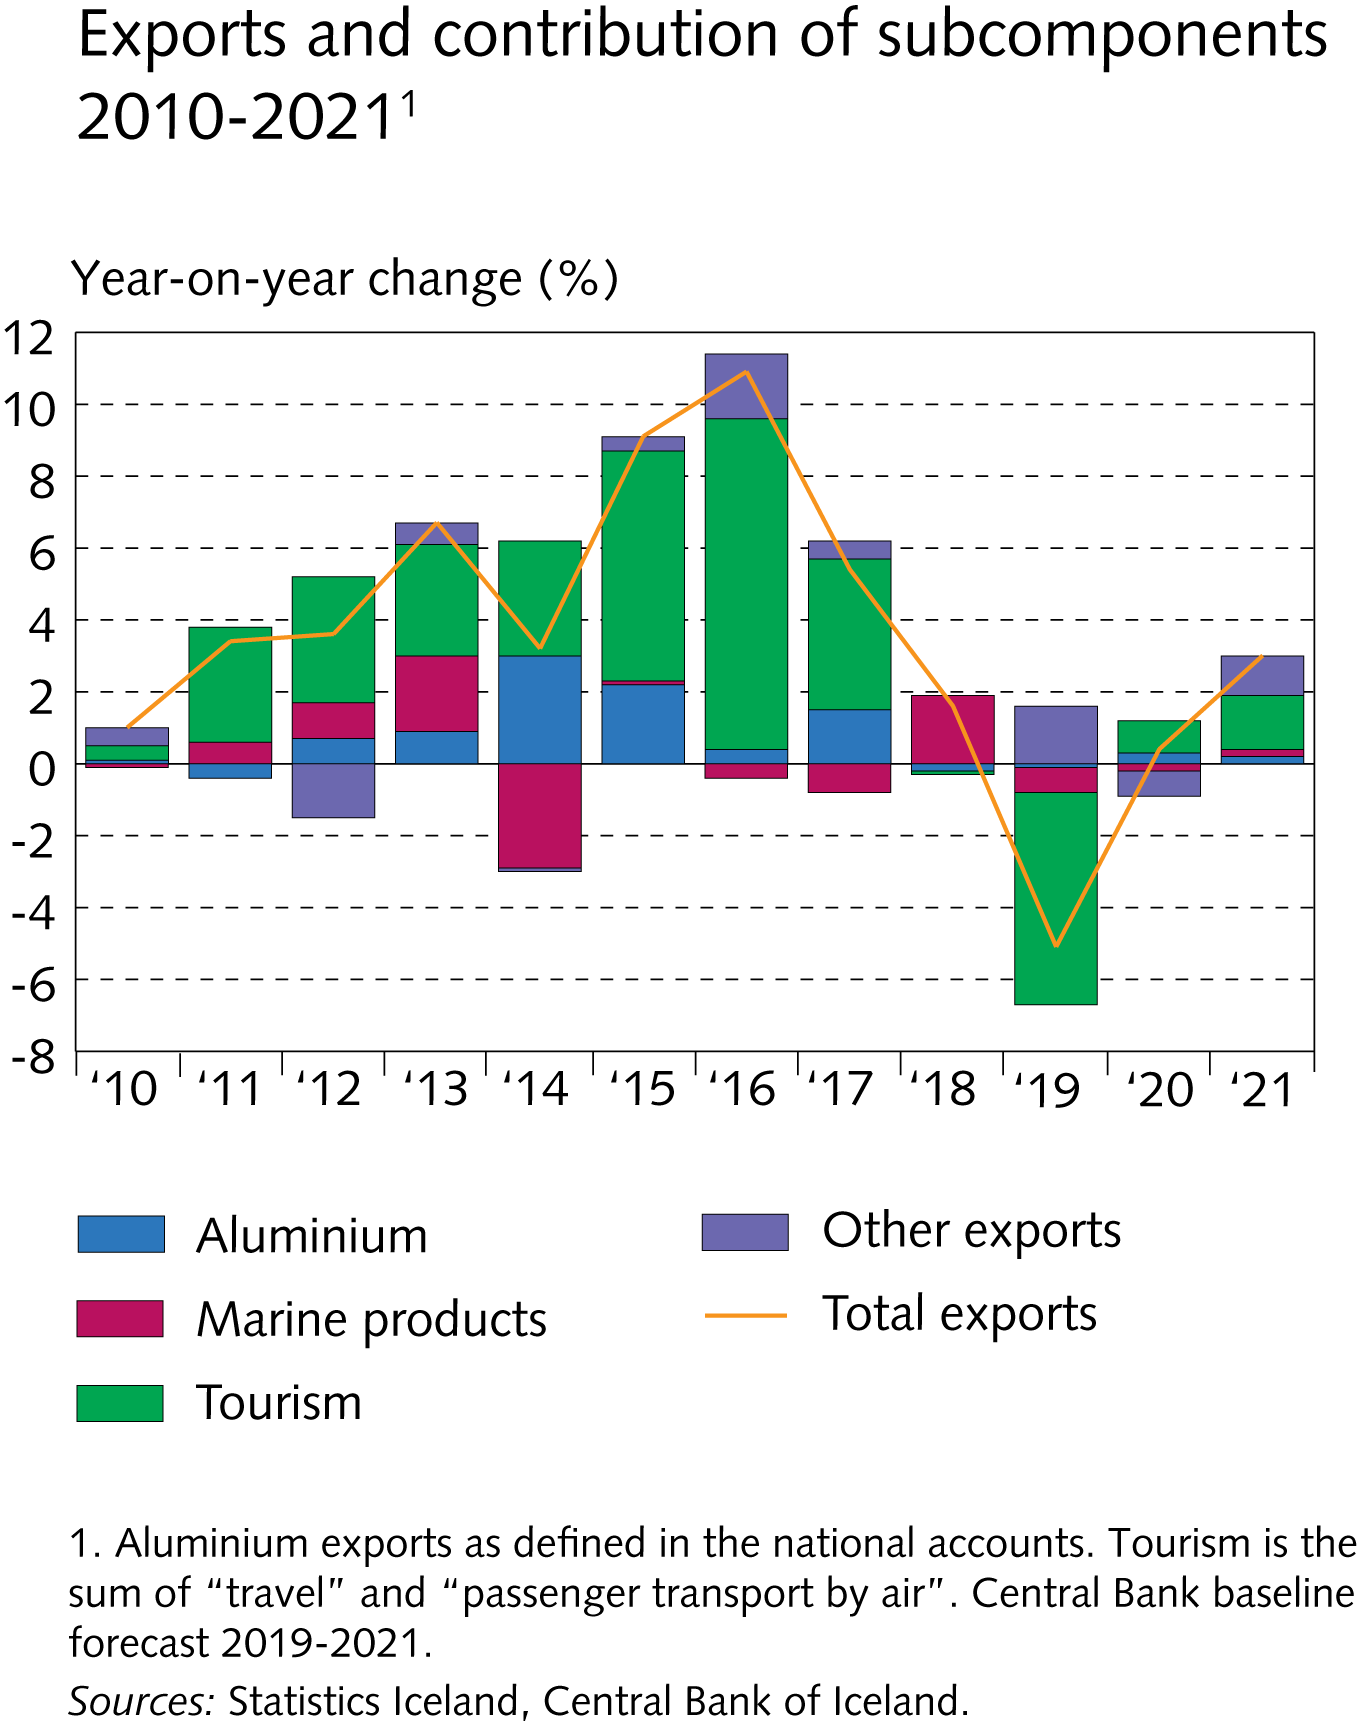 Exports and contribution of subcomponents
2010-2021¹
Year-on-year change (%)
12
10
8
6
4
2
0
-2
-4
-6
-8
‘10 ‘11 ‘12 ‘13 ‘14 ‘15 ‘16 ‘17 ‘18 ‘19 ‘20 ‘21
Aluminium
Marine products
Tourism
Other exports
Total exports
1. Aluminium exports as defined in the national accounts. Tourism is the
sum of “travel” and “passenger transport by air”. Central Bank baseline
forecast 2019-2021.
Sources: Statistics Iceland, Central Bank of Iceland.